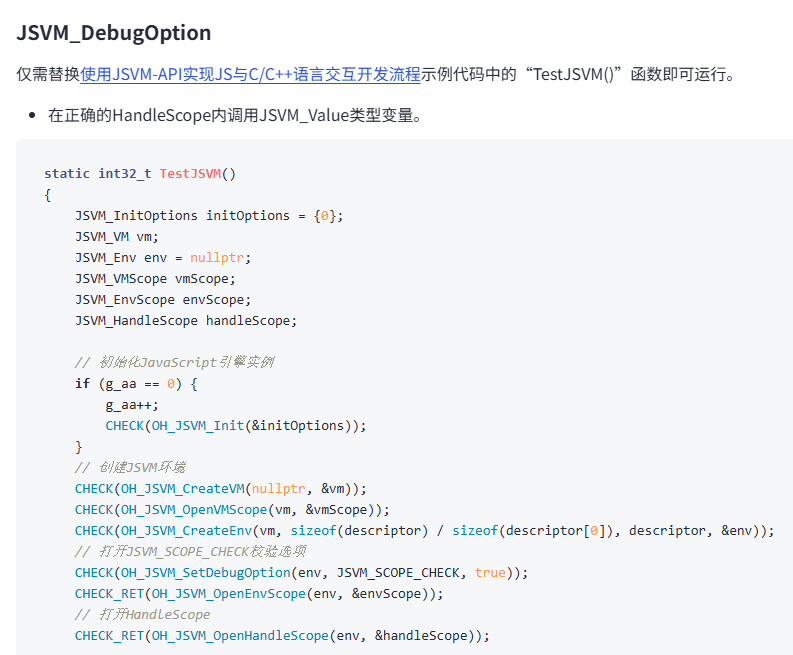 JSVM_DebugOption
仅需替换使用JSVM-API实现JS与C/C++语言交互开发流程示例代码中的“TestJSVM()”函数即可运行。
• 在正确的HandleScope内调用JSVM_Value类型变量。
static int32_t TestJSVM()
{
    JSVM_InitOptions initOptions = {0};
    JSVM_VM vm;
    JSVM_Env env = nullptr;
    JSVM_VMScope vmScope;
    JSVM_EnvScope envScope;
    JSVM_HandleScope handleScope;

    // 初始化JavaScript引擎实例
    if (g_aa == 0) {
        g_aa++;
        CHECK(OH_JSVM_Init(&initOptions));
    }
    // 创建JSVM环境
    CHECK(OH_JSVM_CreateVM(nullptr, &vm));
    CHECK(OH_JSVM_OpenVMScope(vm, &vmScope));
    CHECK(OH_JSVM_CreateEnv(vm, sizeof(descriptor) / sizeof(descriptor[0]), descriptor, &env));
    // 打开JSVM_SCOPE_CHECK校验选项
    CHECK(OH_JSVM_SetDebugOption(env, JSVM_SCOPE_CHECK, true));
    CHECK_RET(OH_JSVM_OpenEnvScope(env, &envScope));
    // 打开HandleScope
    CHECK_RET(OH_JSVM_OpenHandleScope(env, &handleScope));